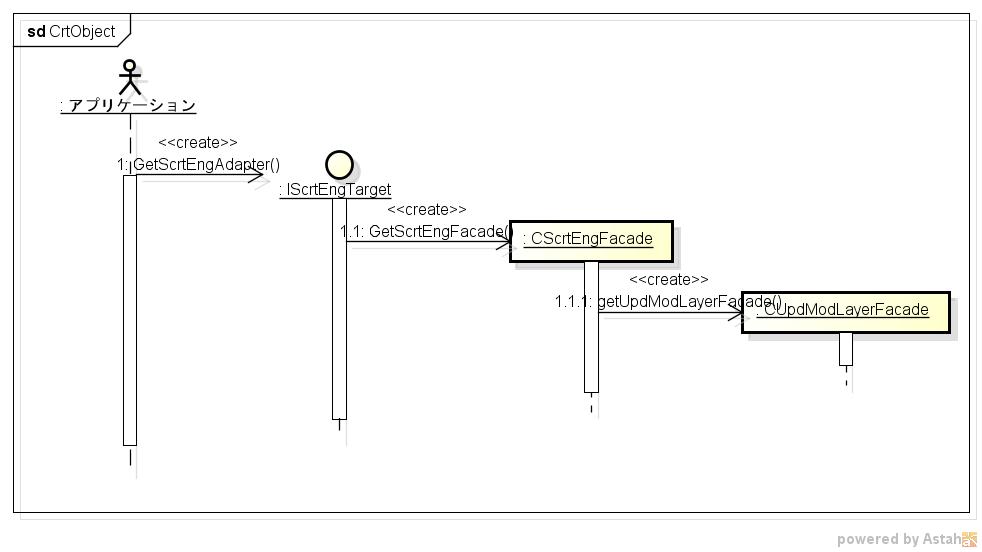 sd CrtObject
: アプリケーション
<<create>>
1: GetScrtEngAdapter()
: IScrtEngTarget
<<create>>
1.1: GetScrtEngFacade()
: CScrtEngFacade
<<create>>
1.1.1: getUpdModLayerFacade()
: CUpdModLayerFacade
powered by Astah